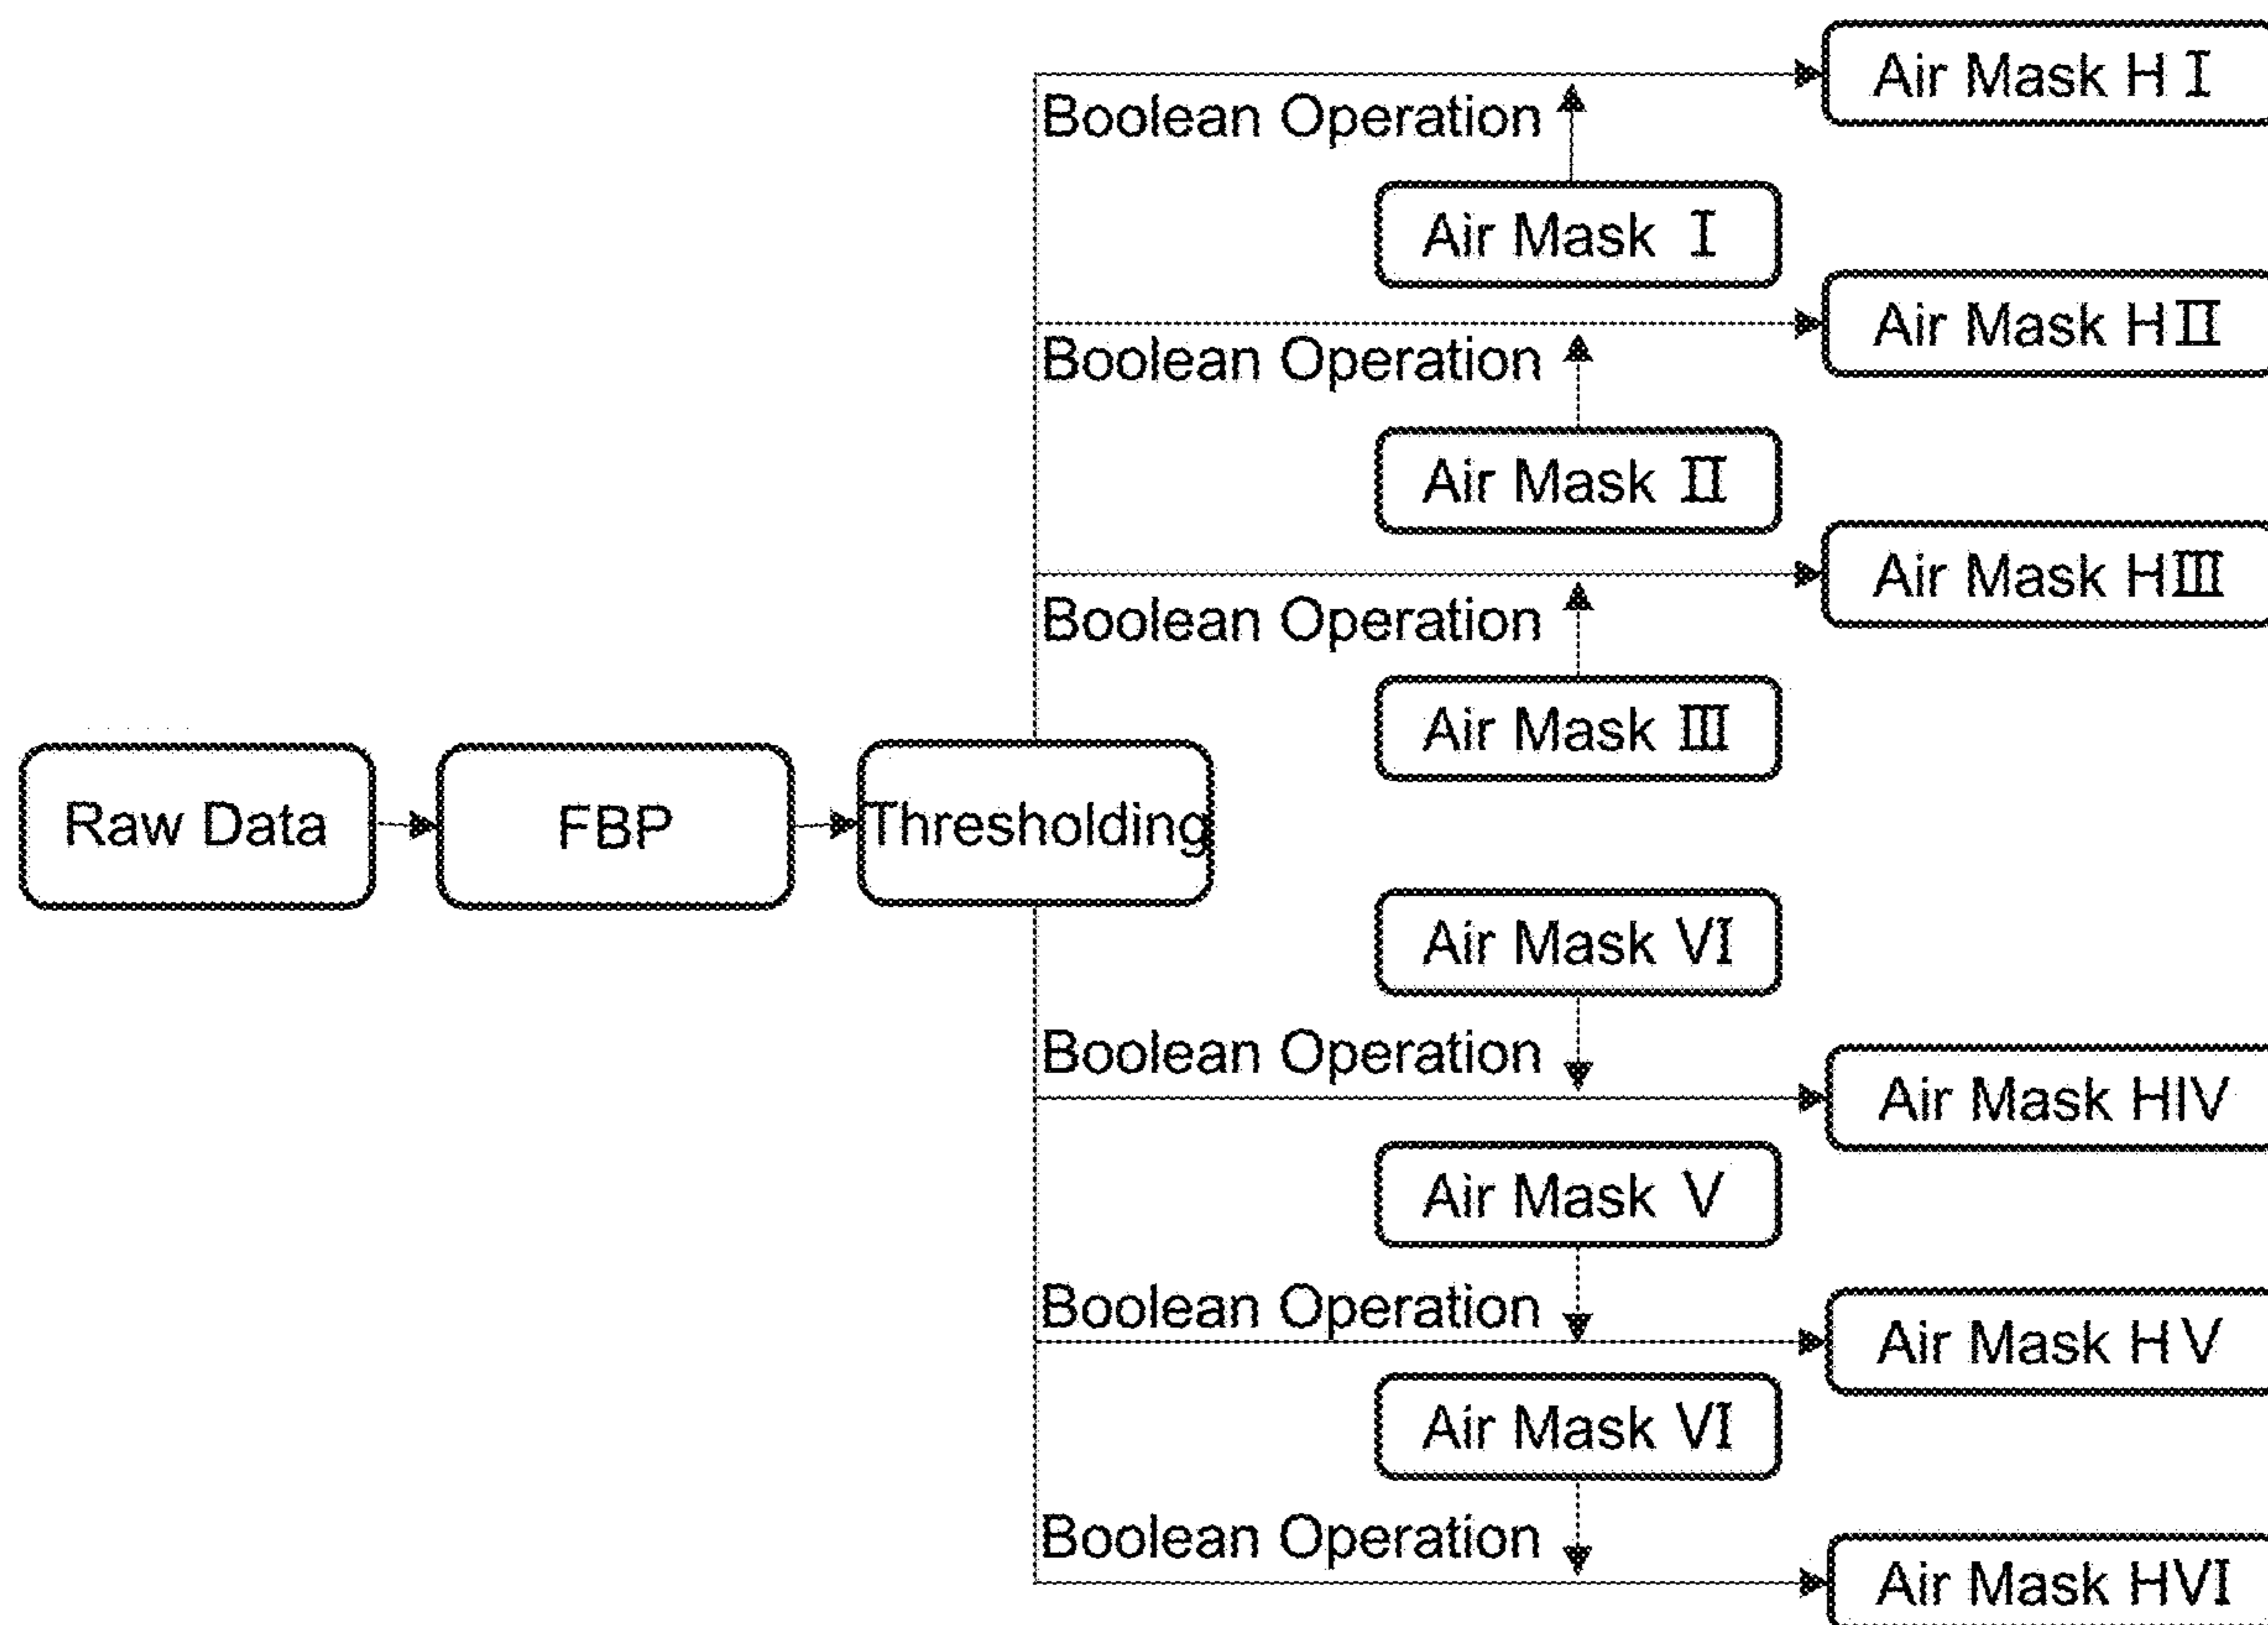 Air Mask H I
Boolean Operation
Air Mask I
Air Mask HII
Boolean Operation
Air Mask II
Air Mask HIII
Boolean Operation
Air Mask III
Raw Data
FBP
Thresholding
Air Mask VI
Boolean Operation
Air Mask HIV
Air Mask V
Boolean Operation
Air Mask H V
Air Mask VI
Boolean Operation
Air Mask HVI